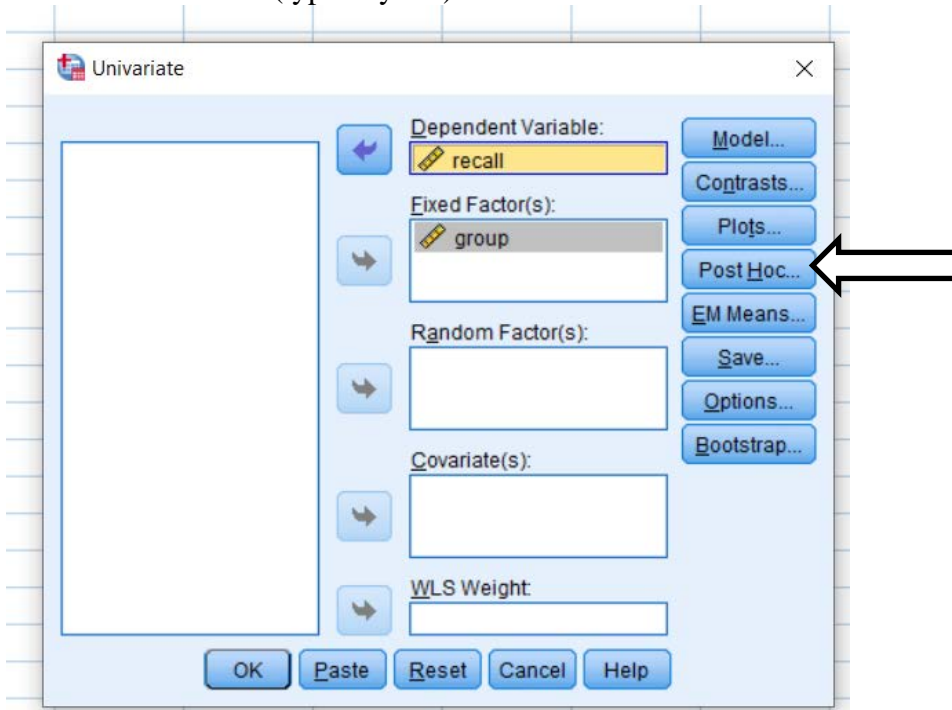 Univariate
Dependent Variable:
recall
Fixed Factor(s):
group
Random Factor(s):
Covariate(s):
WLS Weight:
Model...
Contrasts...
Plots...
Post Hoc...
EM Means...
Save...
Options...
Bootstrap...
OK Paste Reset Cancel Help